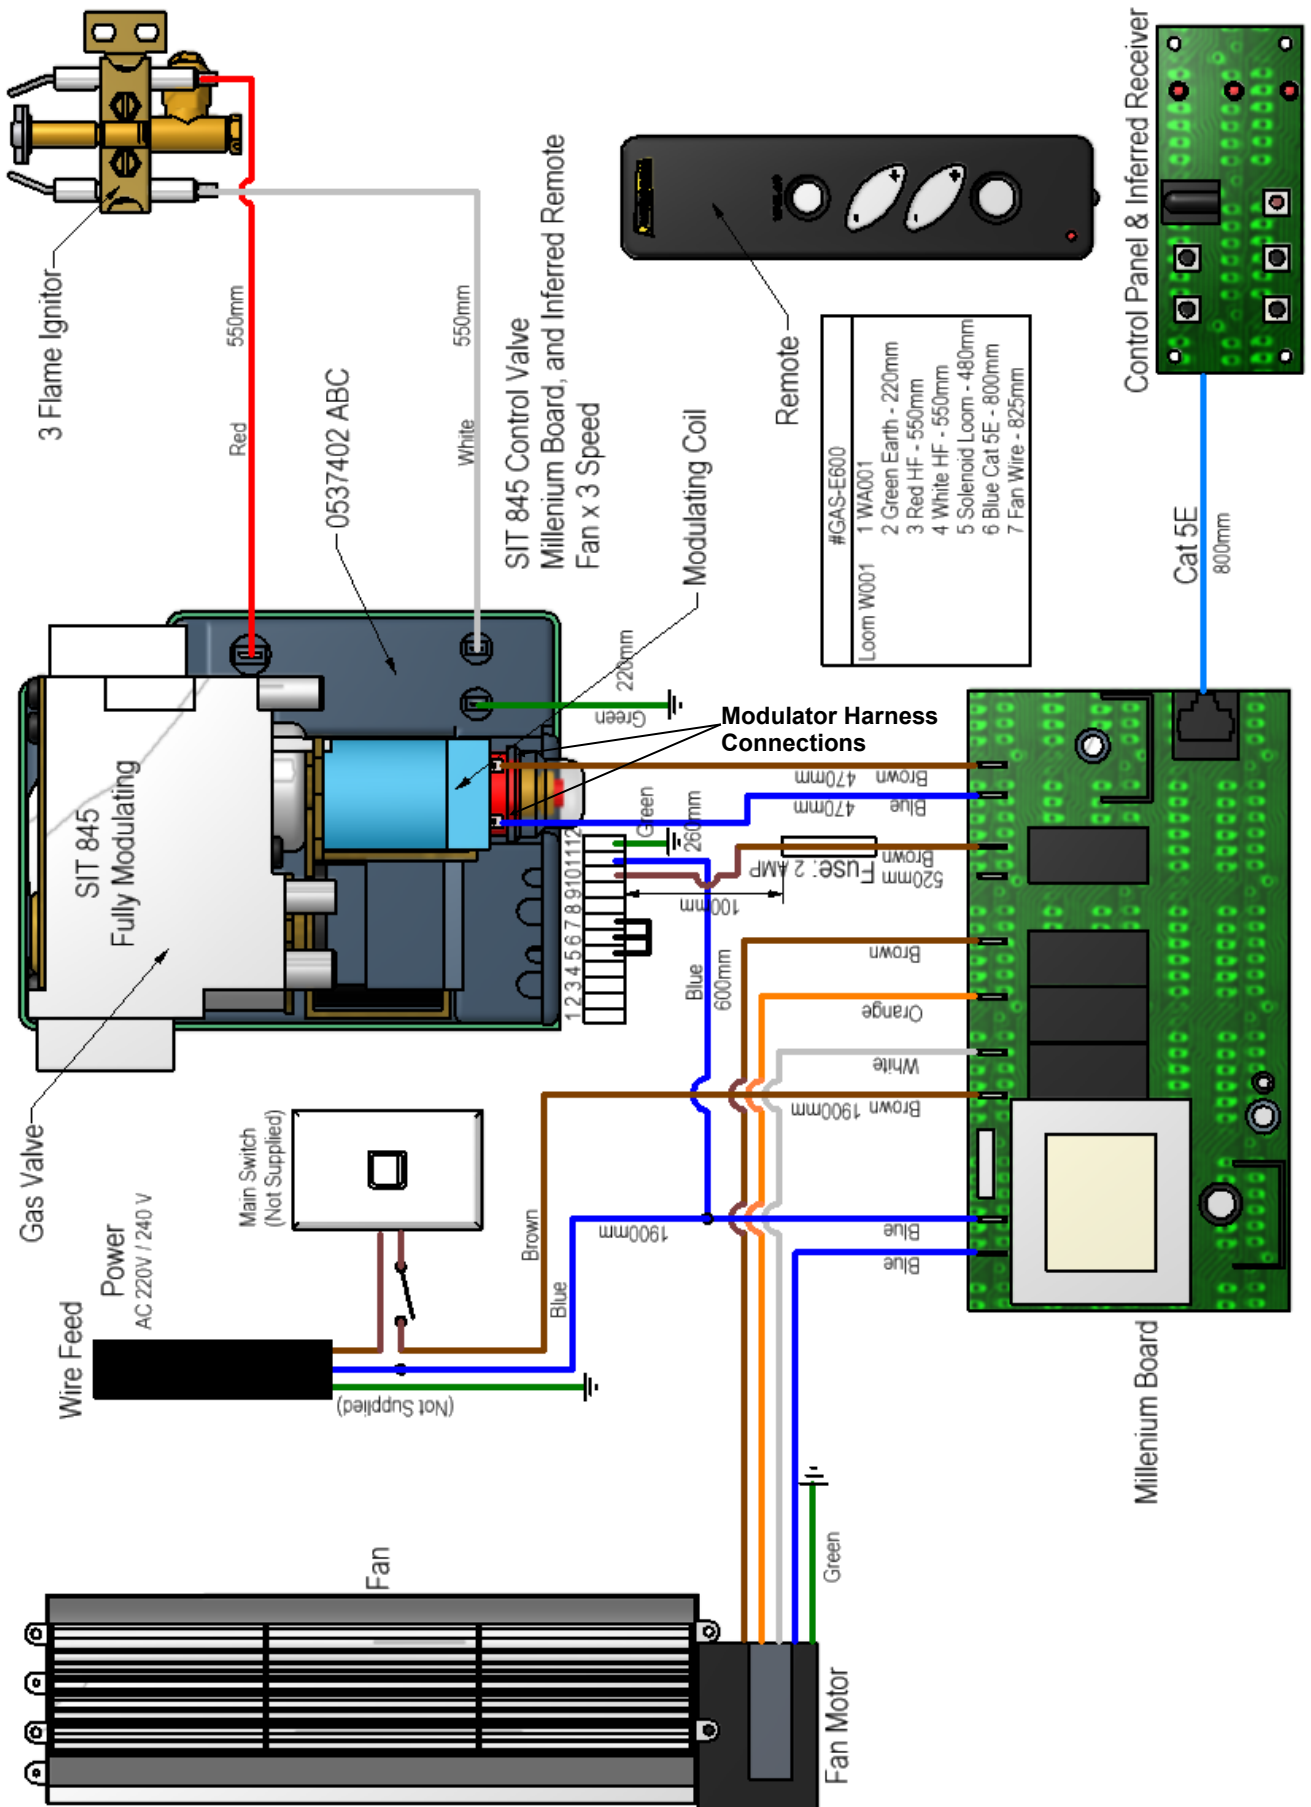 3 Flame Ignitor
Red
550mm
White
550mm
0537402 ABC
SIT 845 Control Valve
Millenium Board, and Inferred Remote
Fan x 3 Speed
Modulating Coil
Gas Valve
SIT 845
Fully Modulating
Green
220mm
Modulator Harness
Connections
1 2 3 4 5 6 7 8 9 10 11 12
Green
260mm
Brown
470mm
Blue
470mm
Fuse: 2 AMP
Brown
520mm
100mm
Blue
600mm
Brown
Orange
White
Brown
1900mm
Blue
Blue
1900mm
Brown
Blue
Wire Feed
Power
AC 220V / 240 V
Main Switch
(Not Supplied)
(Not Supplied)
Remote
#GAS-E600
Loom W001
1 WA001
2 Green Earth - 220mm
3 Red HF - 550mm
4 White HF - 550mm
5 Solenoid Loom - 480mm
6 Blue Cat 5E - 800mm
7 Fan Wire - 825mm
Control Panel & Inferred Receiver
Cat 5E
800mm
Millenium Board
Fan
Fan Motor
Green